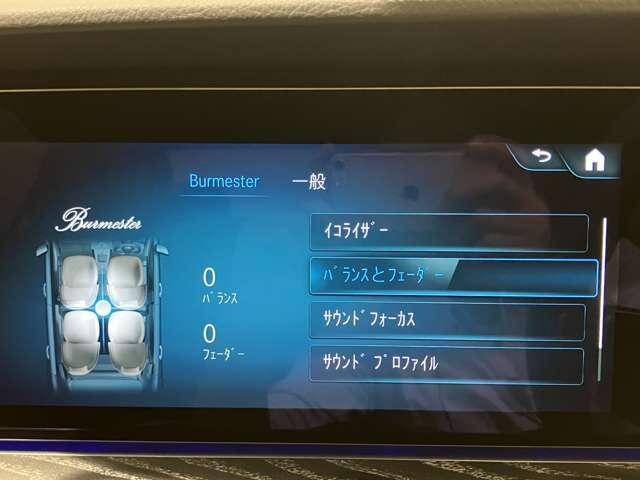 Burmester 一般
Burmester
0
ﾊﾞﾗﾝｽ
0
ﾌｪｰﾀﾞｰ
ｲｺﾗｲｻﾞｰ
ﾊﾞﾗﾝｽとﾌｪｰﾀﾞｰ
ｻｳﾝﾄﾞﾌｫｰｶｽ
ｻｳﾝﾄﾞ ﾌﾟﾛﾌｧｲﾙ